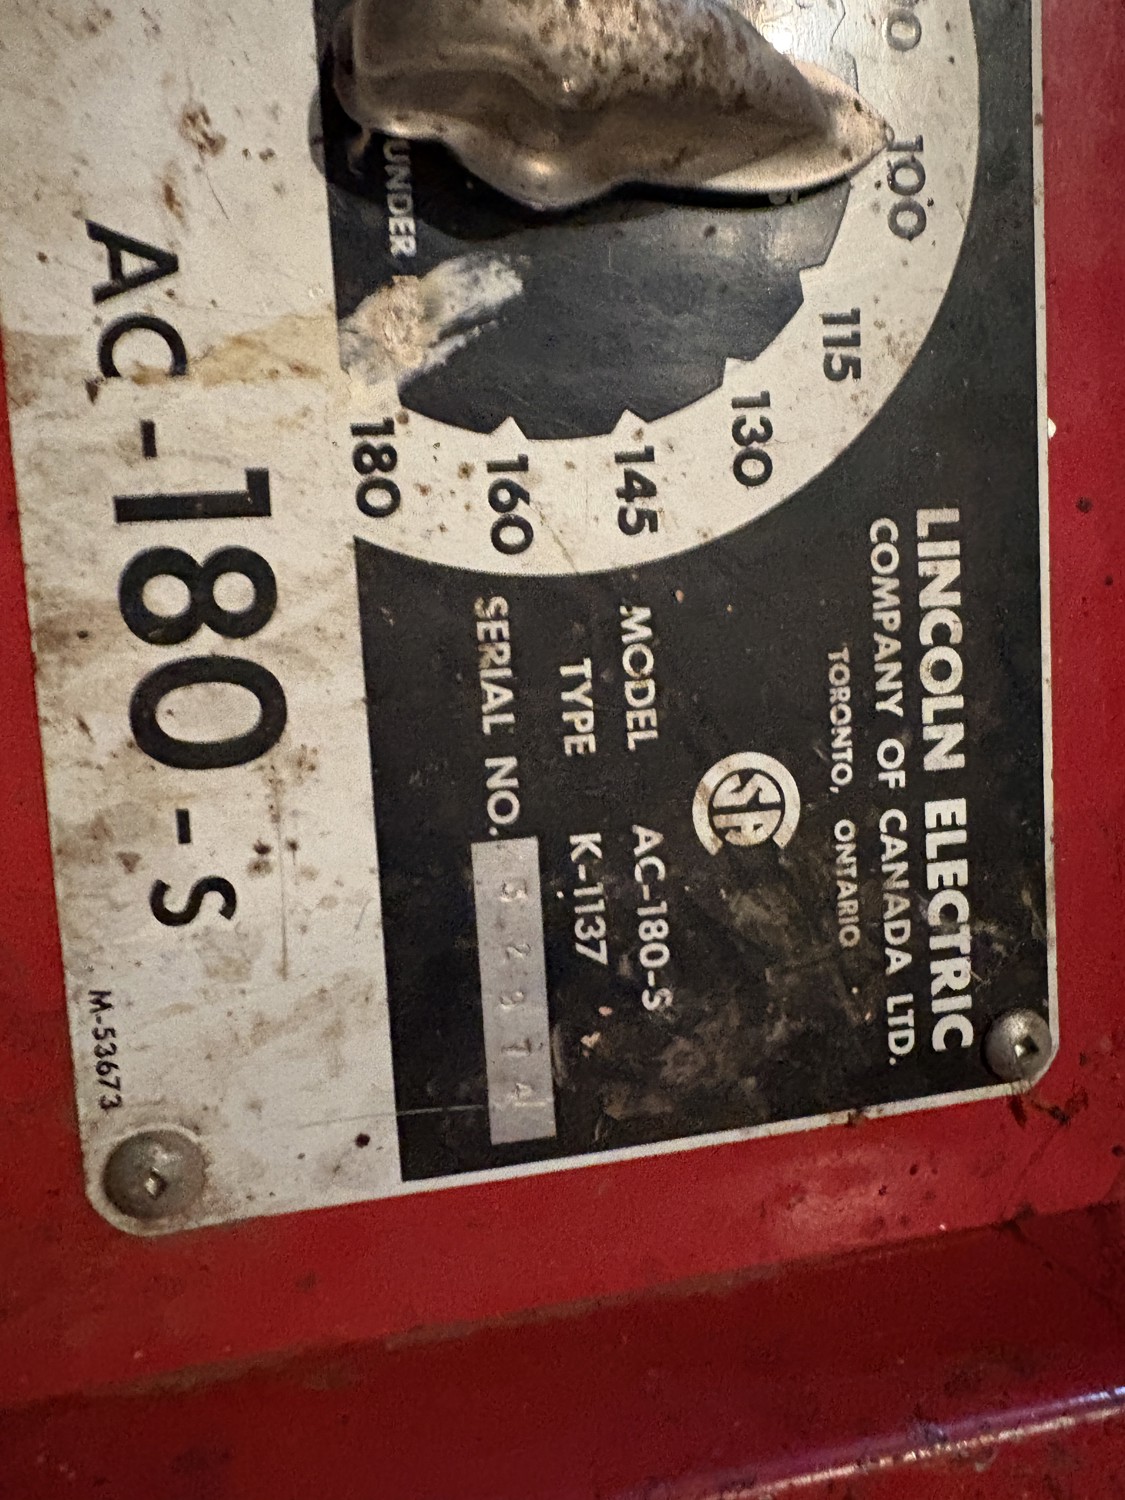 100
115
130
145
160
180
UNDER
LINCOLN ELECTRIC
COMPANY OF CANADA LTD.
TORONTO, ONTARIO
SA
MODEL AC-180-S
TYPE K-1137
SERIAL NO.
AC-180-S
M-53673